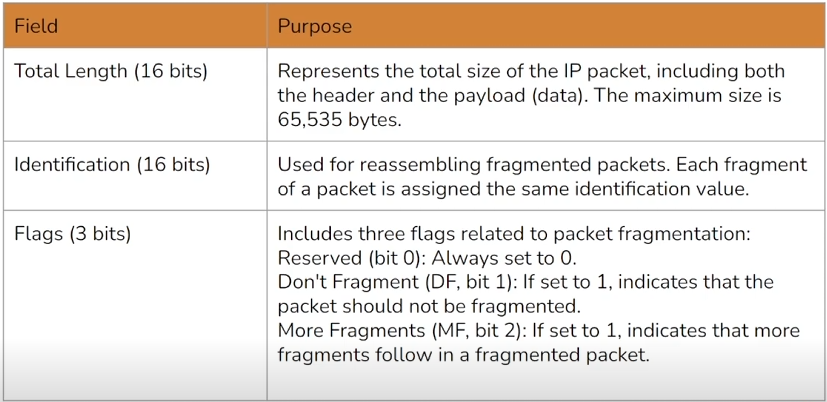 Field
Purpose
Total Length (16 bits)
Represents the total size of the IP packet, including both
the header and the payload (data). The maximum size is
65,535 bytes.
Identification (16 bits)
Used for reassembling fragmented packets. Each fragment
of a packet is assigned the same identification value.
Flags (3 bits)
Includes three flags related to packet fragmentation:
Reserved (bit 0): Always set to 0.
Don't Fragment (DF, bit 1): If set to 1, indicates that the
packet should not be fragmented.
More Fragments (MF, bit 2): If set to 1, indicates that more
fragments follow in a fragmented packet.